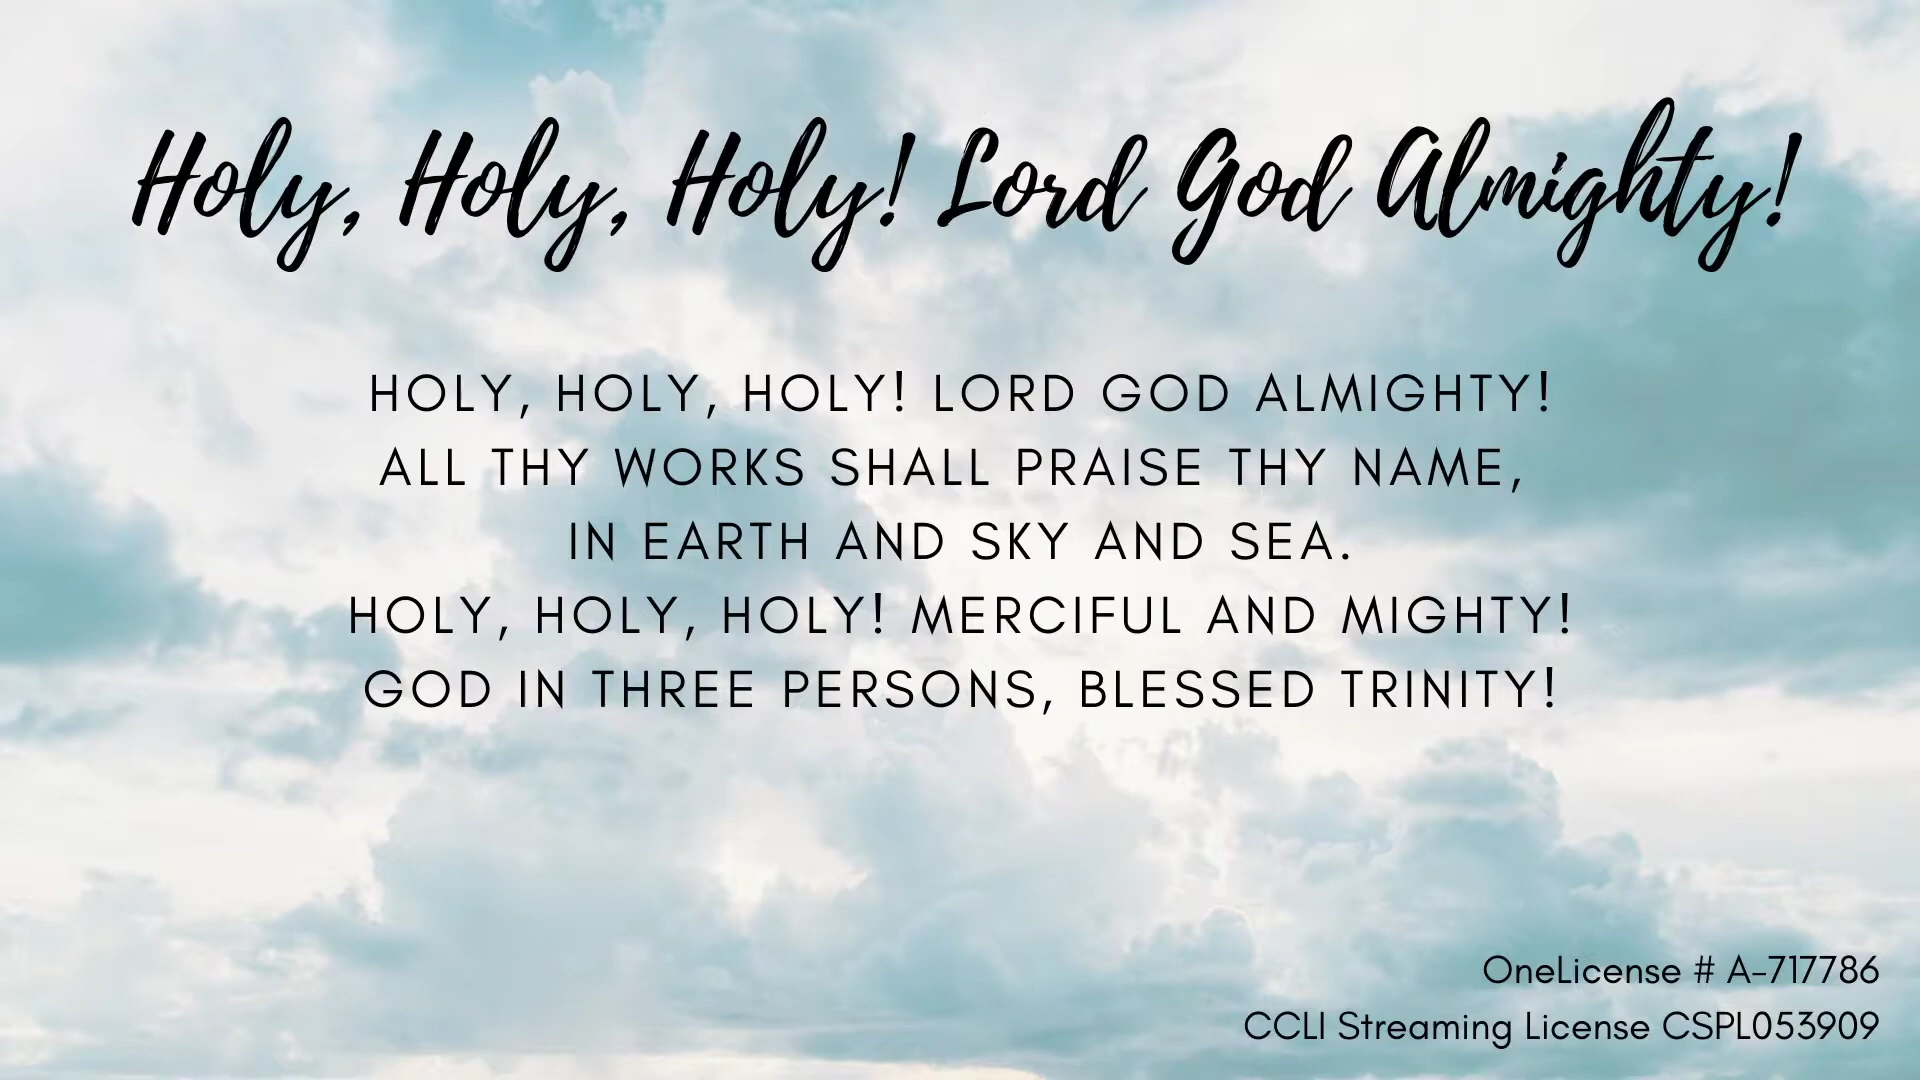 Holy, Holy, Holy! Lord God Almighty!
HOLY, HOLY, HOLY! LORD GOD ALMIGHTY!
ALL THY WORKS SHALL PRAISE THY NAME,
IN EARTH AND SKY AND SEA.
HOLY, HOLY, HOLY! MERCIFUL AND MIGHTY!
GOD IN THREE PERSONS, BLESSED TRINITY!
OneLicense # A-717786
CCLI Streaming License CSPL053909